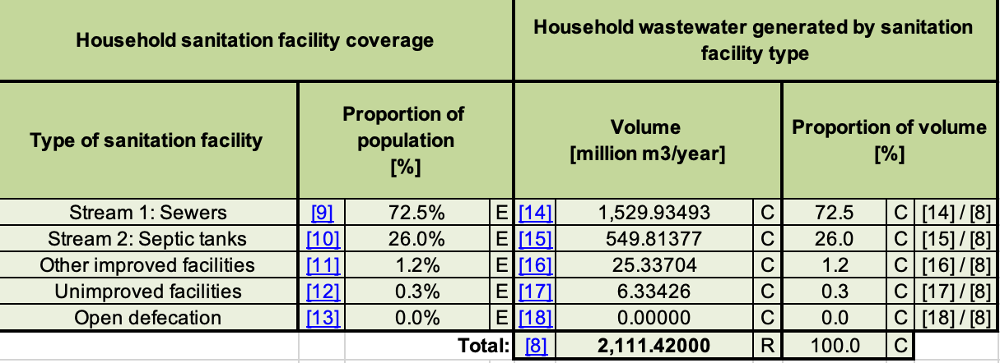 Household sanitation facility coverage
Household wastewater generated by sanitation
facility type
Type of sanitation facility
Proportion of
population
[%]
Volume
[million m3/year]
Proportion of volume
[%]
Stream 1: Sewers [9] 72.5% E [14] 1,529.93493 C 72.5 C [14] / [8]
Stream 2: Septic tanks [10] 26.0% E [15] 549.81377 C 26.0 C [15] / [8]
Other improved facilities [11] 1.2% E [16] 25.33704 C 1.2 C [16] / [8]
Unimproved facilities [12] 0.3% E [17] 6.33426 C 0.3 C [17] / [8]
Open defecation [13] 0.0% E [18] 0.00000 C 0.0 C [18] / [8]
Total: [8] 2,111.42000 R 100.0 C